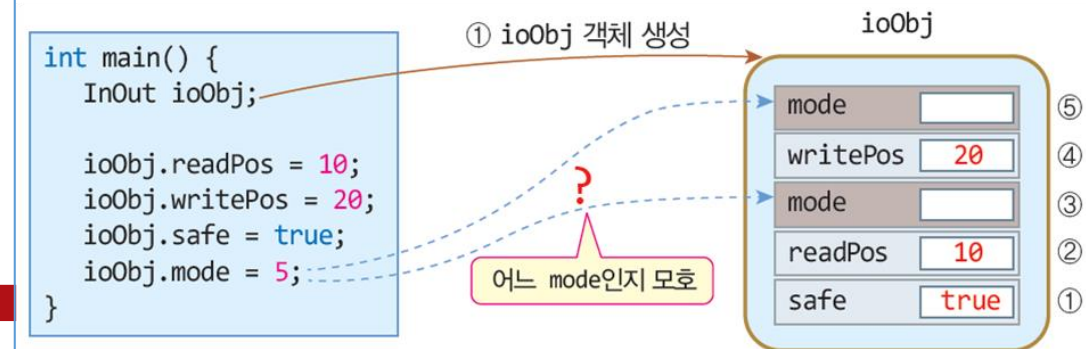 int main() {
InOut ioObj;
ioObj.readPos = 10;
ioObj.writePos = 20;
ioObj.safe = true;
ioObj.mode = 5;
}
① ioObj 객체 생성
?
어느 mode인지 모호
ioObj
mode ⑤
writePos 20 ④
mode ③
readPos 10 ②
safe true ①